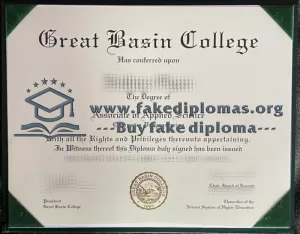 Great Basin College
Has conferred upon
The Degree of
Associate of Applied Science
www.fakediplomas.org
---Buy fake diploma---
With all the Rights and Privileges thereunto appertaining.
In Witness thereof this Diploma duly signed has been issued
Chair, Board of Regents
President
Great Basin College
Chancellor of the
Nevada System of Higher Education